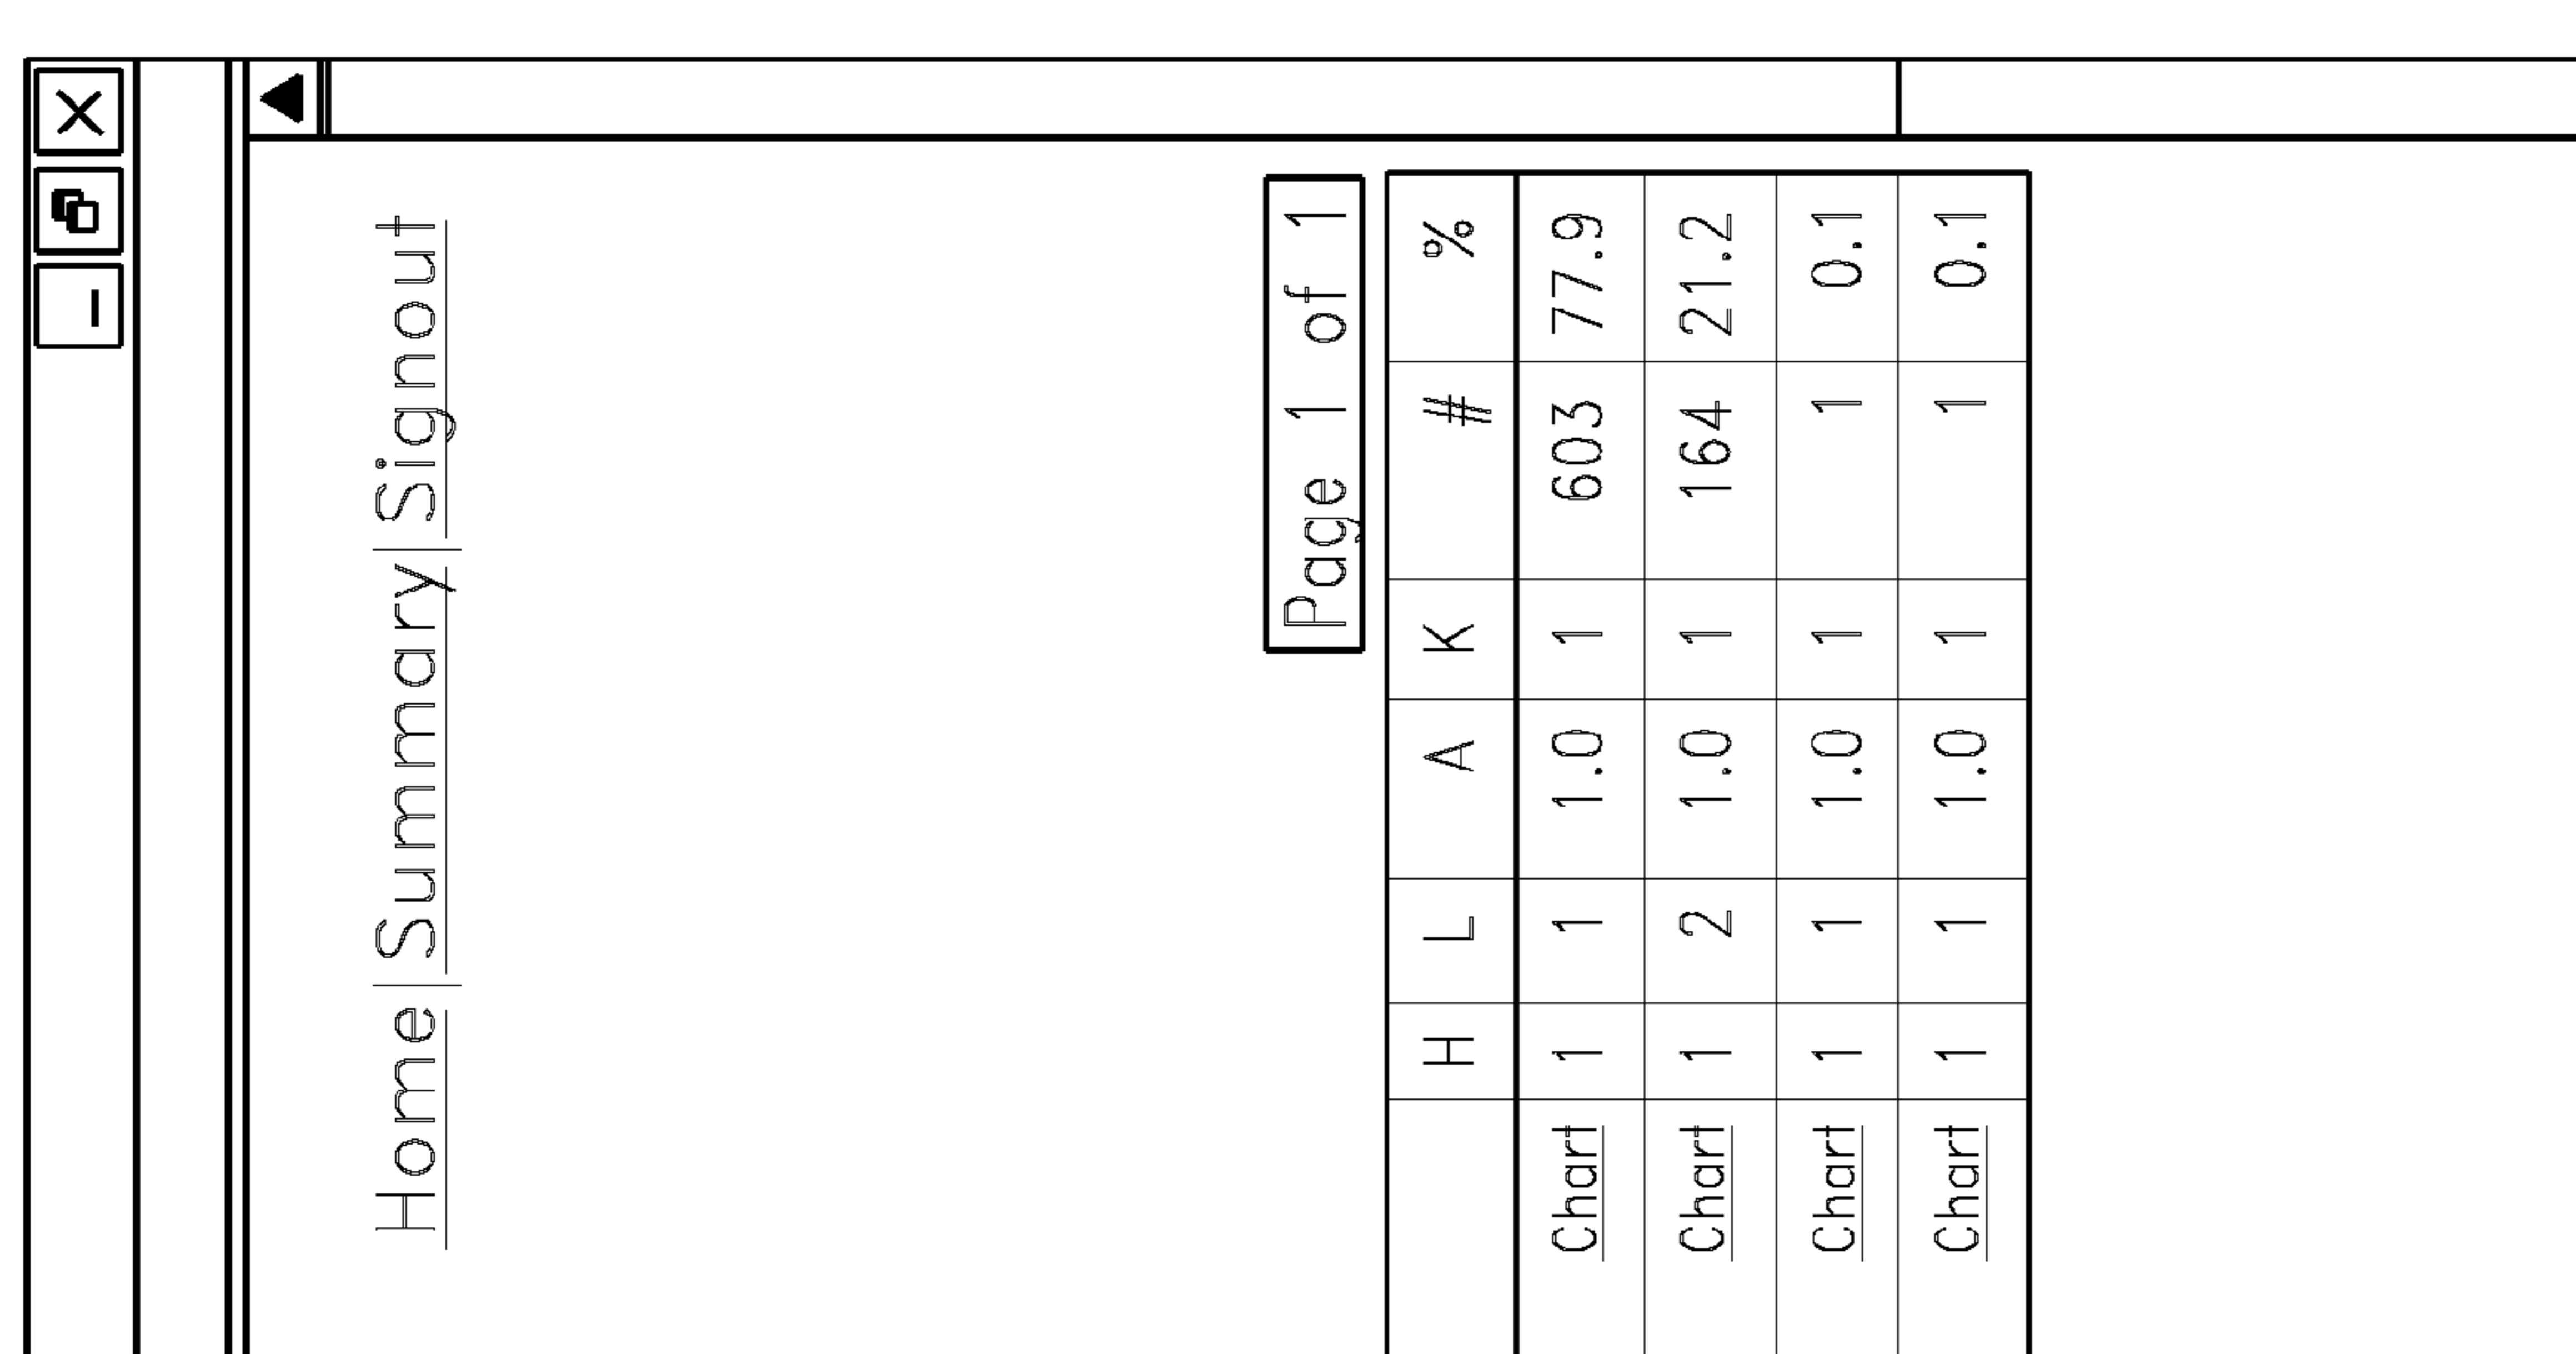 Home Summary Signout
Page 1 of 1
H L A K # %
Chart 1 1 1.0 1 603 77.9
Chart 1 2 1.0 1 164 21.2
Chart 1 1 1.0 1 1 0.1
Chart 1 1 1.0 1 1 0.1